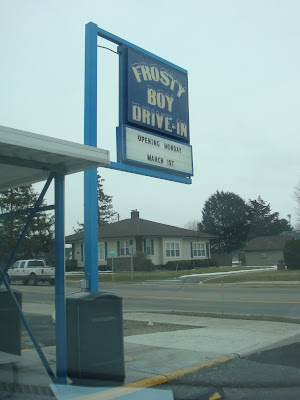 FROSTY
BOY
DRIVE-IN
OPENING MONDAY
MARCH 1ST